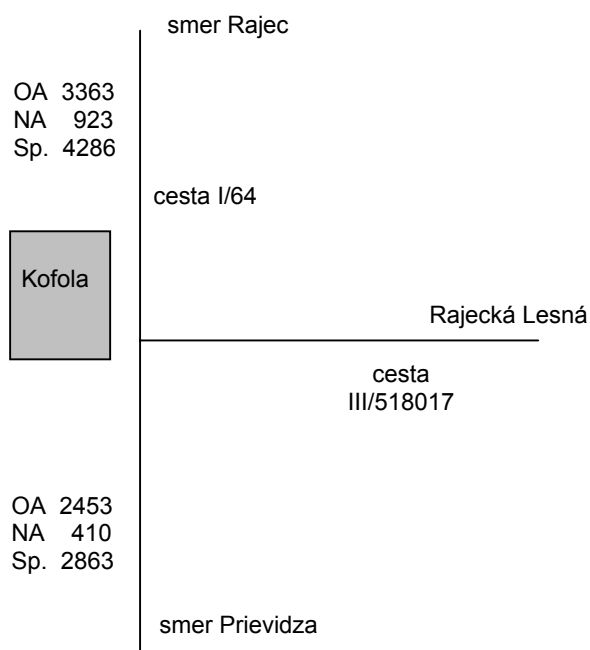 smer Rajec
OA 3363
NA 923
Sp. 4286
cesta I/64
Kofola
Rajecká Lesná
cesta
III/518017
OA 2453
NA 410
Sp. 2863
smer Prievidza